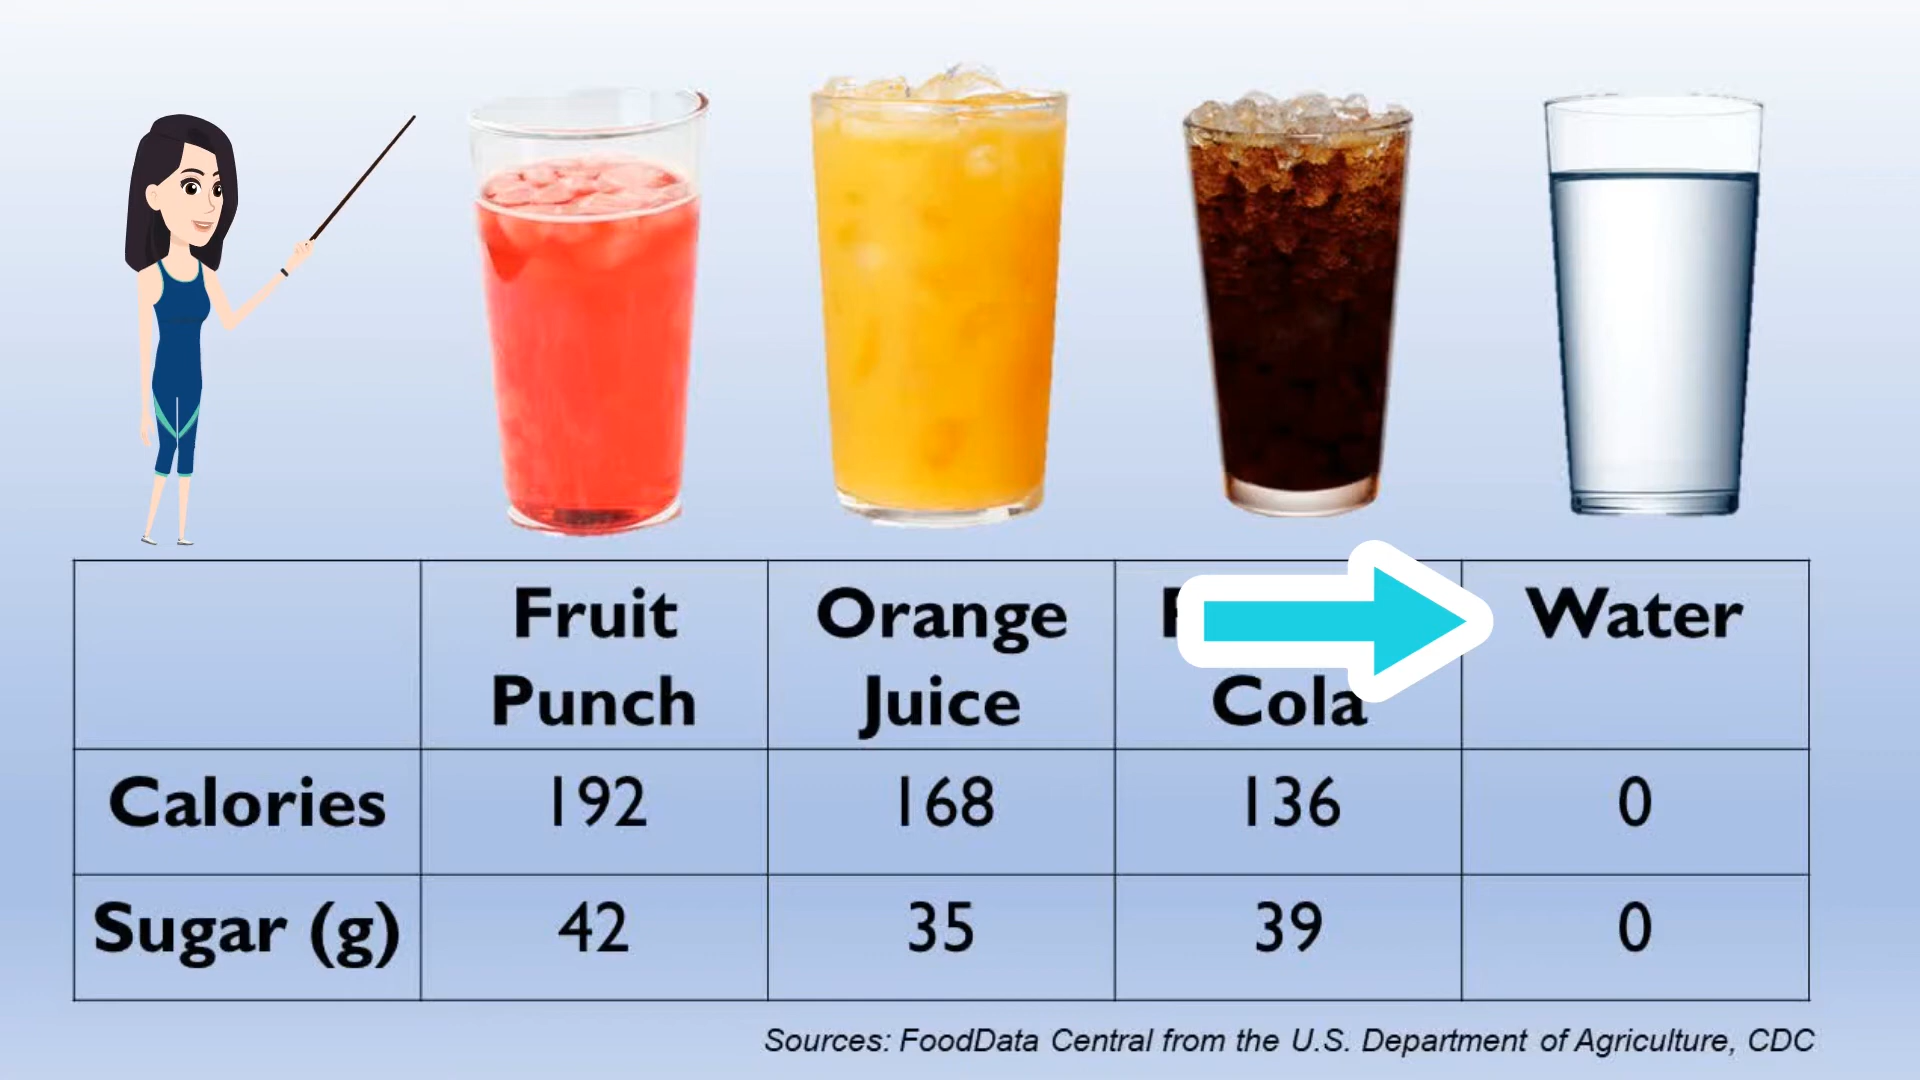 Fruit Punch
Orange Juice
Cola
Water
Calories 192 168 136 0
Sugar (g) 42 35 39 0
Sources: FoodData Central from the U.S. Department of Agriculture, CDC